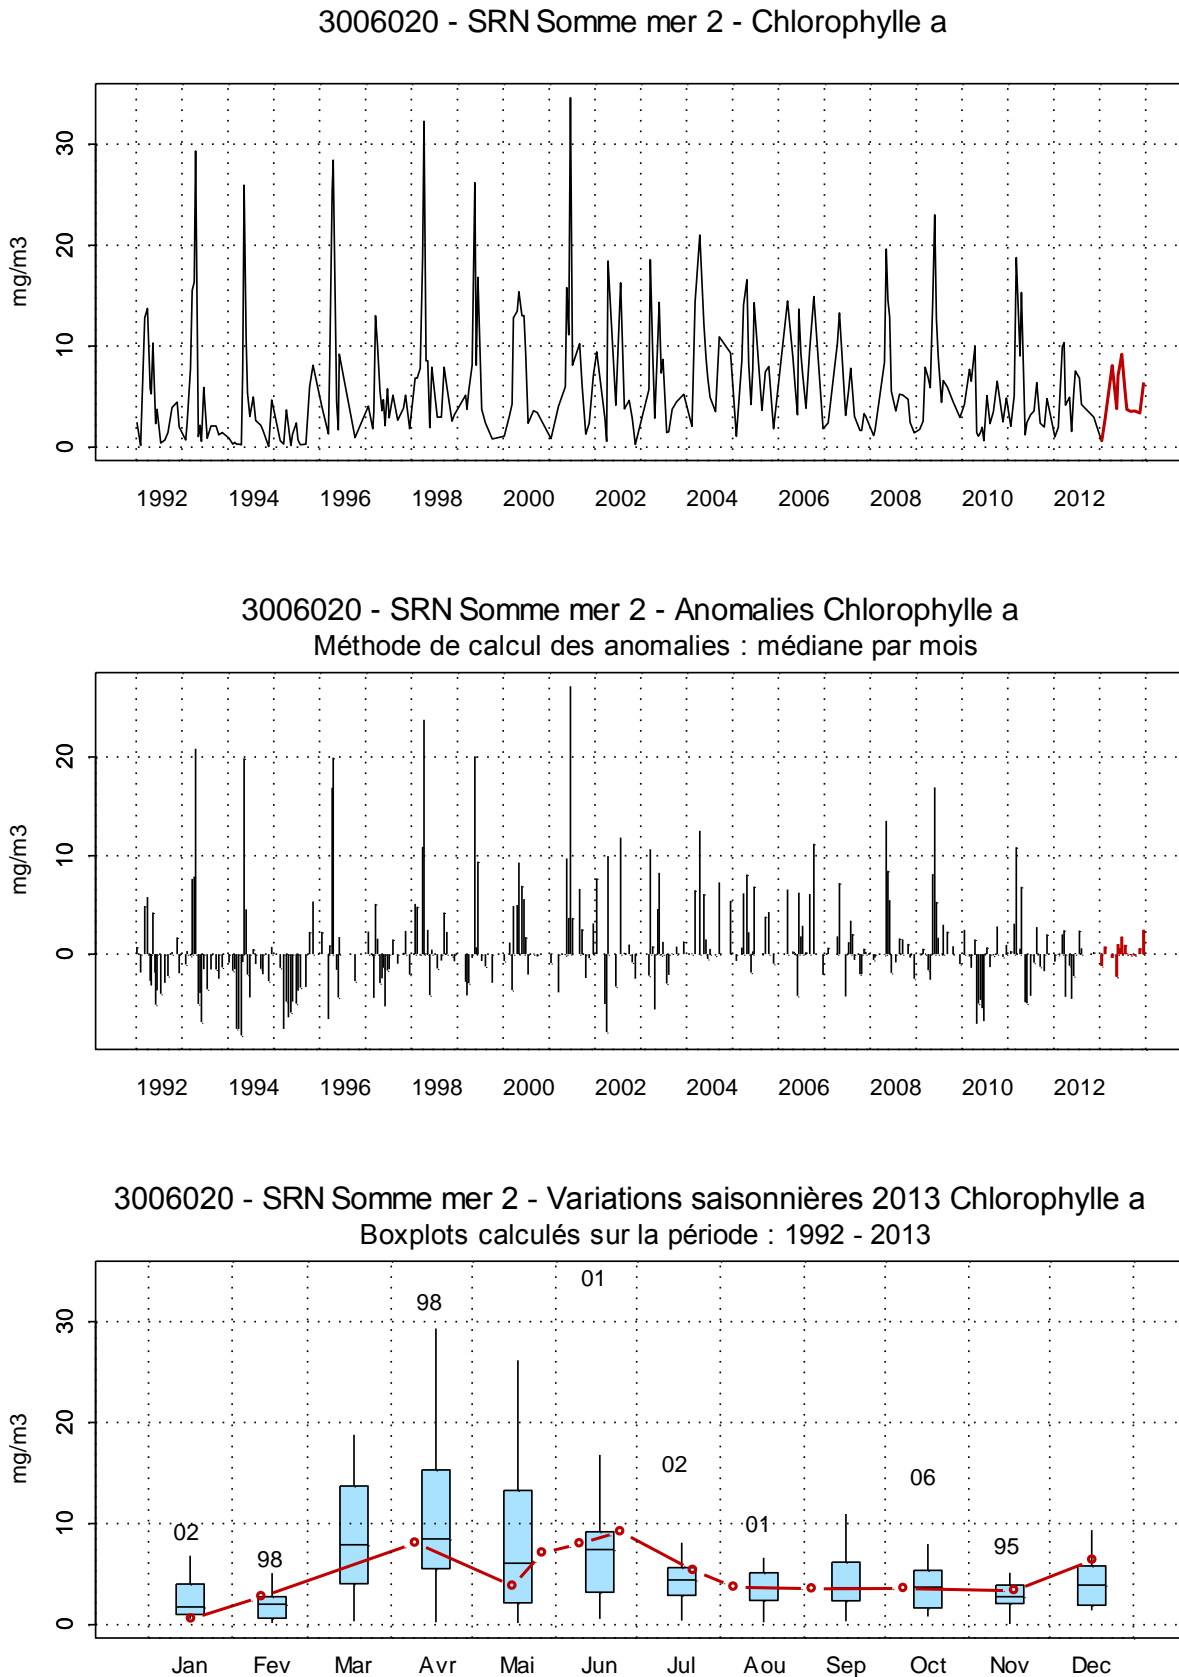 3006020 - SRN Somme mer 2 - Chlorophylle a
30
20
10
0
mg/m3
1992 1994 1996 1998 2000 2002 2004 2006 2008 2010 2012
3006020 - SRN Somme mer 2 - Anomalies Chlorophylle a
Méthode de calcul des anomalies : médiane par mois
20
10
0
mg/m3
1992 1994 1996 1998 2000 2002 2004 2006 2008 2010 2012
3006020 - SRN Somme mer 2 - Variations saisonnières 2013 Chlorophylle a
Boxplots calculés sur la période : 1992 - 2013
30
20
10
0
mg/m3
02 98 98 01 02 01 06 95
Jan Fev Mar Avr Mai Jun Jul Aou Sep Oct Nov Dec